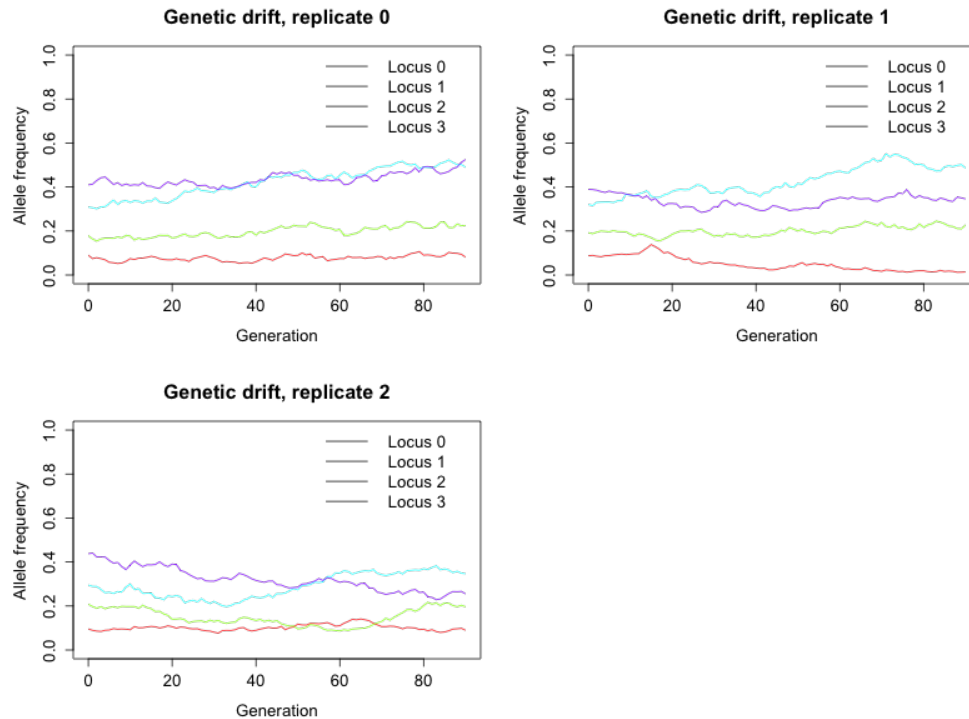 Genetic drift, replicate 0
Allele frequency
1.0
0.8
0.6
0.4
0.2
0.0
Locus 0
Locus 1
Locus 2
Locus 3
0 20 40 60 80
Generation
Genetic drift, replicate 1
Allele frequency
1.0
0.8
0.6
0.4
0.2
0.0
Locus 0
Locus 1
Locus 2
Locus 3
0 20 40 60 80
Generation
Genetic drift, replicate 2
Allele frequency
1.0
0.8
0.6
0.4
0.2
0.0
Locus 0
Locus 1
Locus 2
Locus 3
0 20 40 60 80
Generation